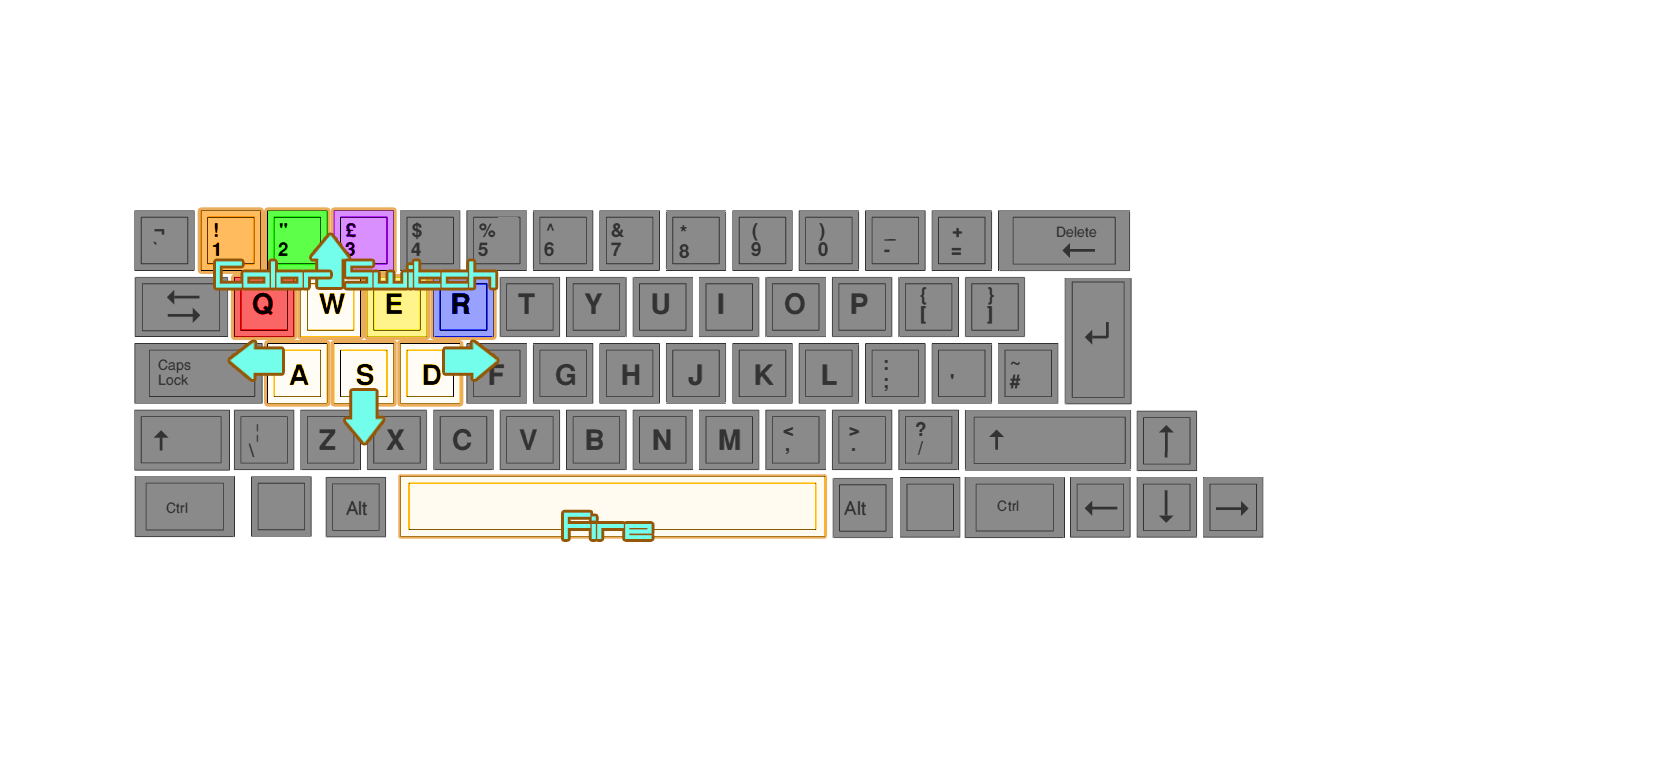 ¬ ! " £ $ % ^ & * ( ) _ + Delete
` 1 2 3 4 5 6 7 8 9 0 - = ←
Color Switch
Q W E R T Y U I O P { }
[ ]
Caps A S D F G H J K L : ' ~
Lock ; #
↑ ¦ Z X C V B N M < > ? ↑ ↑
\ , . /
Ctrl Alt Alt Ctrl ← ↓ →
Fire